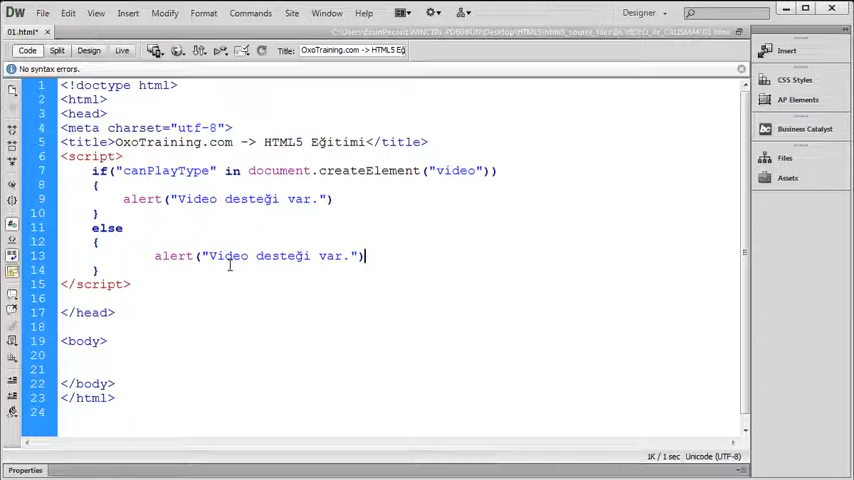 DW File Edit View Insert Modify Format Commands Site Window Help Designer
01.html* ×
Code Split Design Live Title: OxoTraining.com -> HTML5 Eğ
No syntax errors.
1 <!doctype html>
2 <html>
3 <head>
4 <meta charset="utf-8">
5 <title>OxoTraining.com -> HTML5 Eğitimi</title>
6 <script>
7 if("canPlayType" in document.createElement("video"))
8 {
9 alert("Video desteği var.")
10 }
11 else
12 {
13 alert("Video desteği var.")
14 }
15 </script>
16
17 </head>
18
19 <body>
20
21
22 </body>
23 </html>
24
Insert
CSS Styles
AP Elements
Business Catalyst
Files
Assets
1K / 1 sec Unicode (UTF-8)
Properties